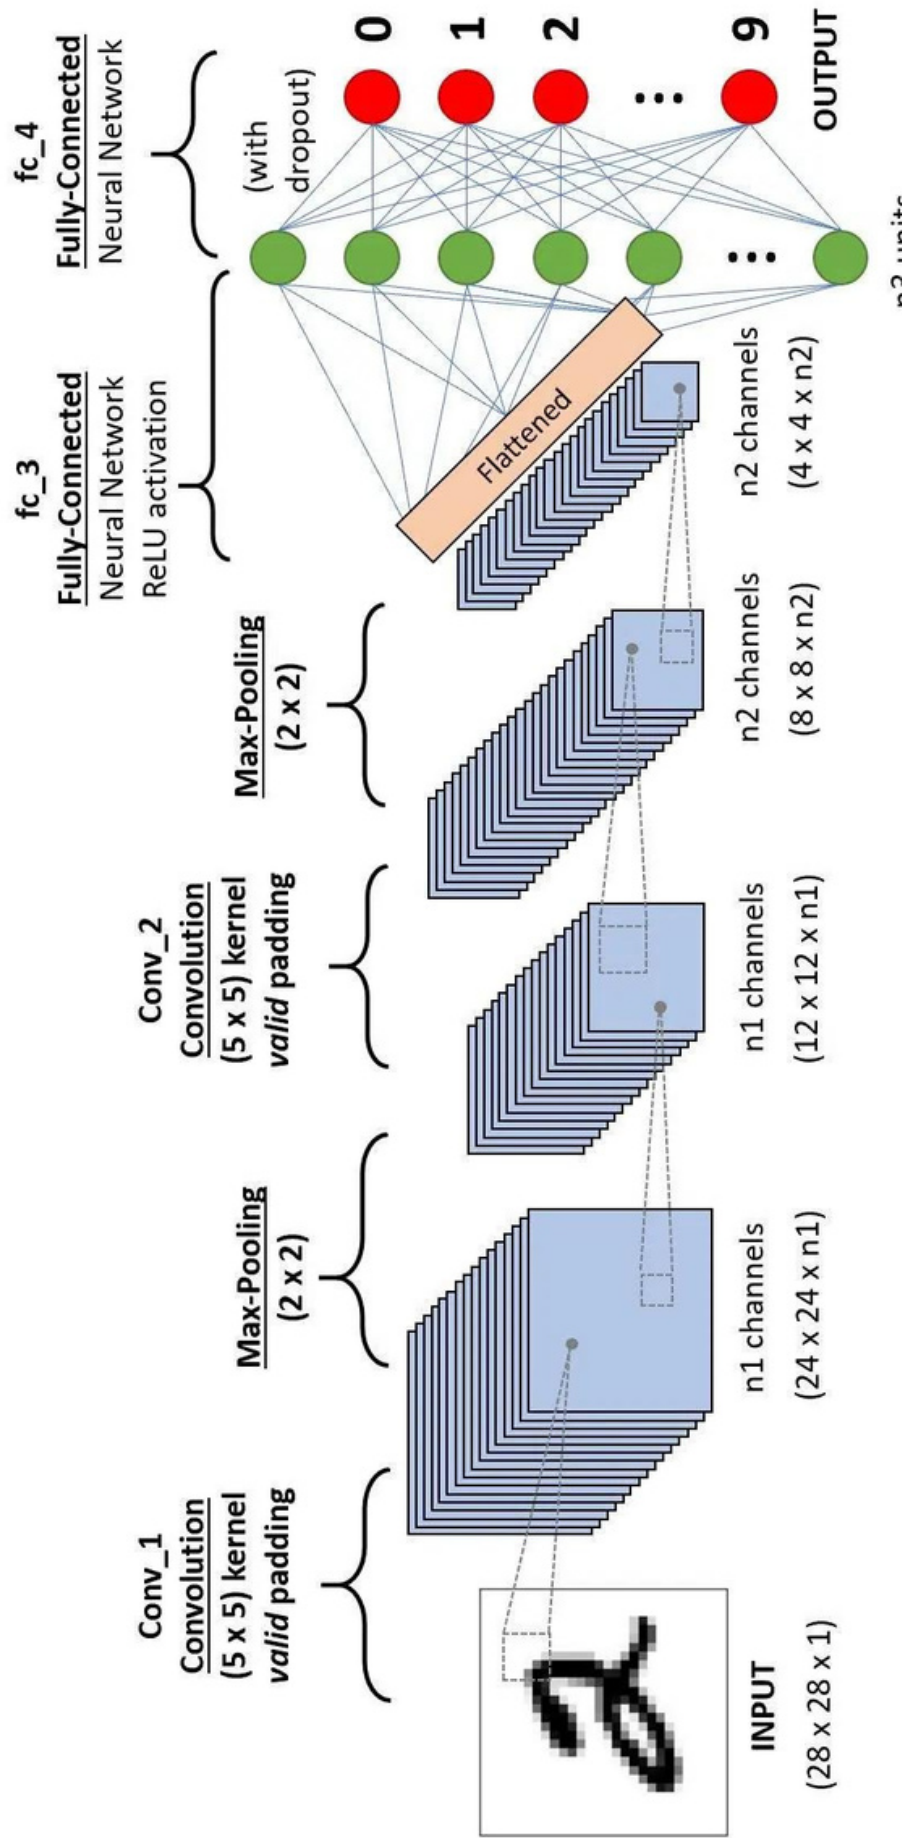 Conv_1
Convolution
(5 x 5) kernel
valid padding
Max-Pooling
(2 x 2)
Conv_2
Convolution
(5 x 5) kernel
valid padding
Max-Pooling
(2 x 2)
fc_3
Fully-Connected
Neural Network
ReLU activation
fc_4
Fully-Connected
Neural Network
(with
dropout)
Flattened
0
1
2
9
INPUT
(28 x 28 x 1)
n1 channels
(24 x 24 x n1)
n1 channels
(12 x 12 x n1)
n2 channels
(8 x 8 x n2)
n2 channels
(4 x 4 x n2)
OUTPUT
n3 units